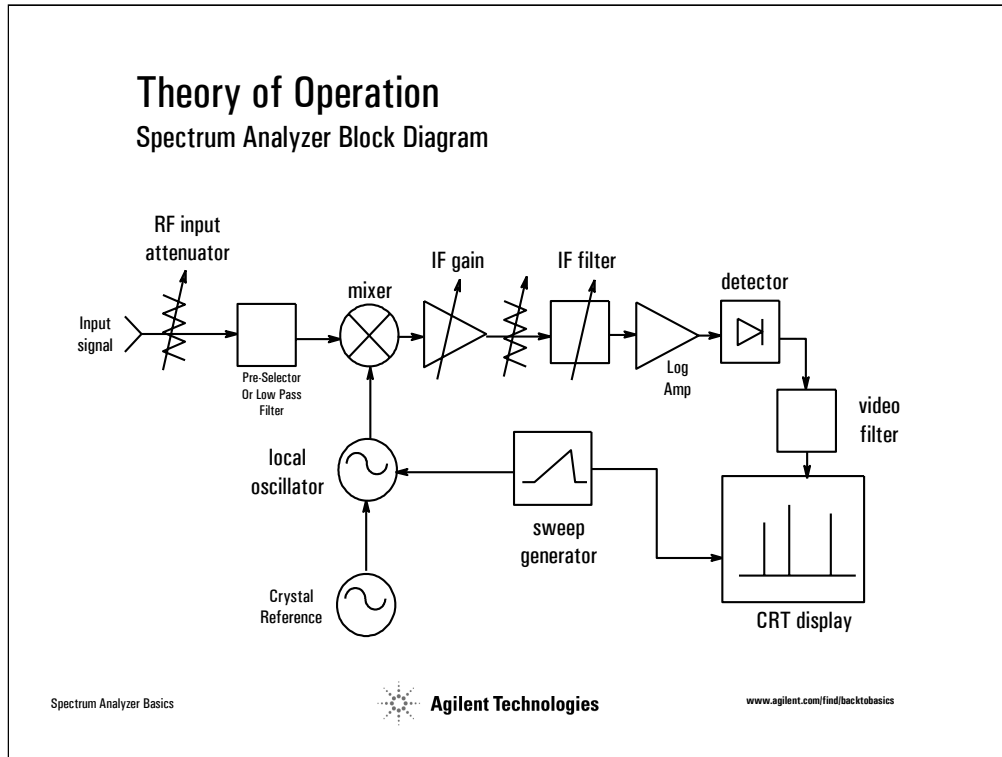 Theory of Operation
Spectrum Analyzer Block Diagram
RF input
attenuator
IF gain
IF filter
detector
mixer
Input
signal
Pre-Selector
Or Low Pass
Filter
Log
Amp
video
filter
local
oscillator
sweep
generator
Crystal
Reference
CRT display
Spectrum Analyzer Basics
Agilent Technologies
www.agilent.com/find/backtobasics